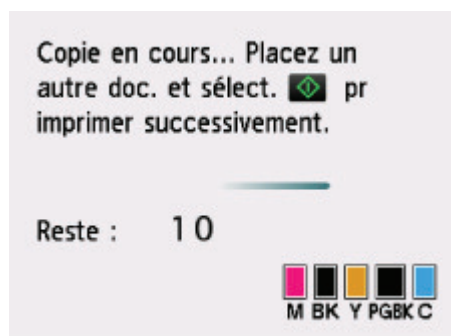 Copie en cours... Placez un
autre doc. et sélect. pr
imprimer successivement.
Reste : 10
M BK Y PGBK C